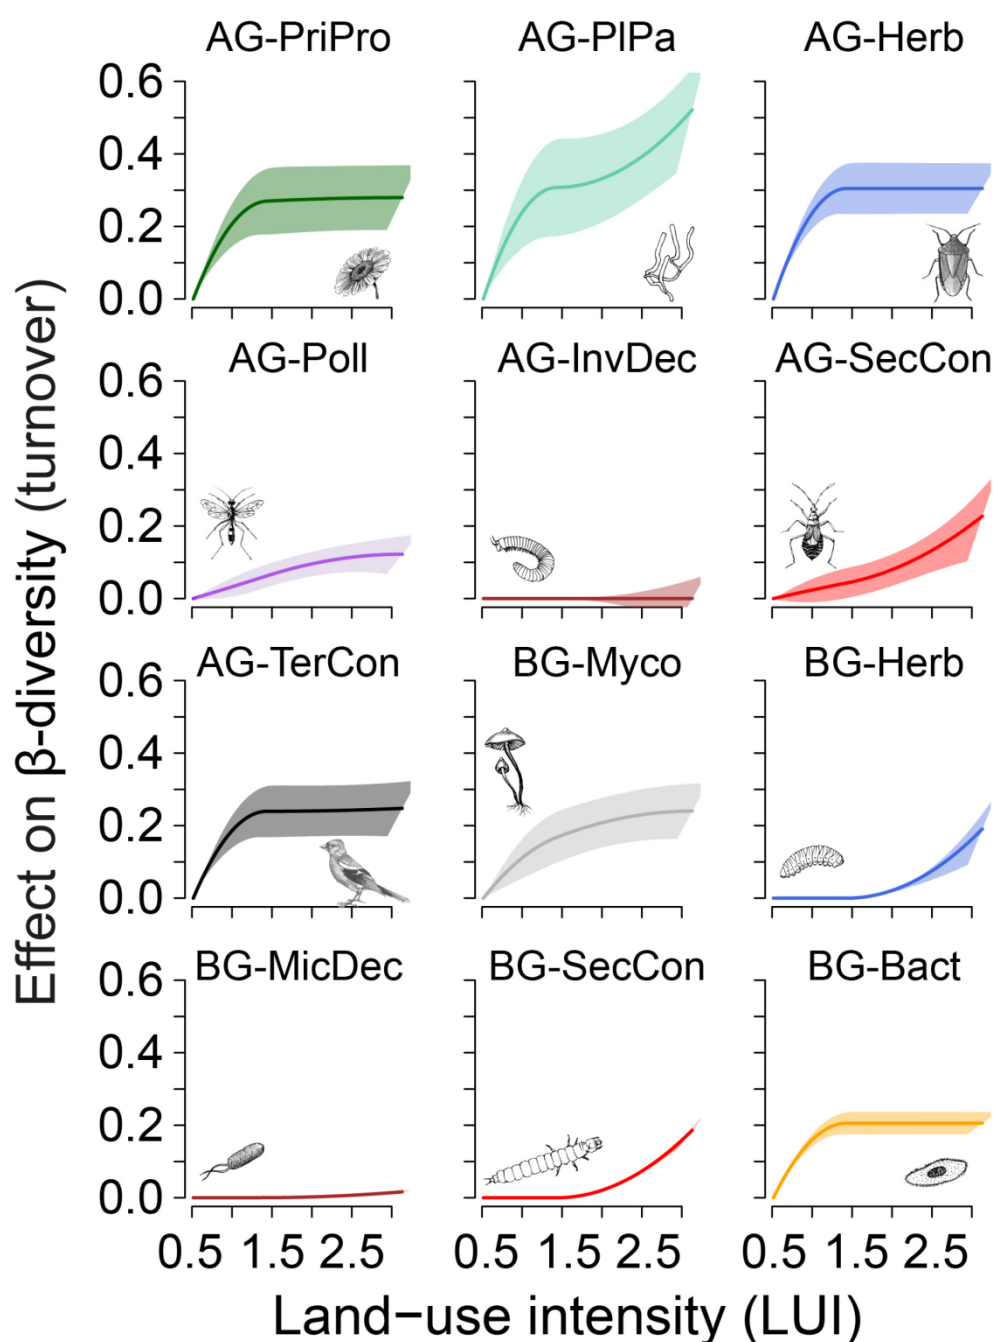 AG-PriPro AG-PlPa AG-Herb
0.6
0.4
0.2
0.0
AG-Poll AG-InvDec AG-SecCon
0.6
0.4
0.2
0.0
AG-TerCon BG-Myco BG-Herb
0.6
0.4
0.2
0.0
BG-MicDec BG-SecCon BG-Bact
0.6
0.4
0.2
0.0
0.5 1.5 2.5 0.5 1.5 2.5 0.5 1.5 2.5
Effect on β-diversity (turnover)
Land−use intensity (LUI)